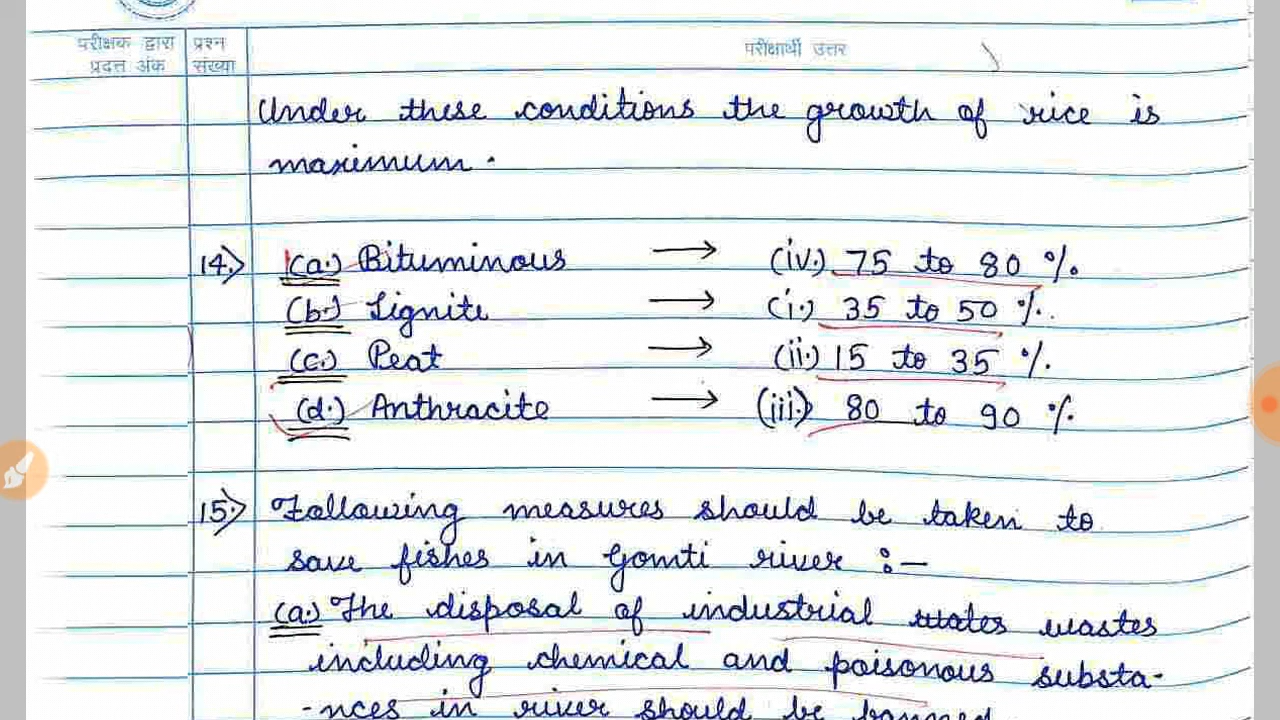 परीक्षक द्वारा प्रदत्त अंक
प्रश्न संख्या
परीक्षार्थी उत्तर
Under these conditions the growth of rice is
maximum.
14.> (a.) Bituminous → (iv.) 75 to 80 %.
(b.) Lignite → (i.) 35 to 50 %.
(c.) Peat → (ii.) 15 to 35 %.
(d.) Anthracite → (iii.) 80 to 90 %
15.> Following measures should be taken to
save fishes in Gomti river :-
(a.) The disposal of industrial wastes
including chemical and poisonous substa-
-nces in river should be banned